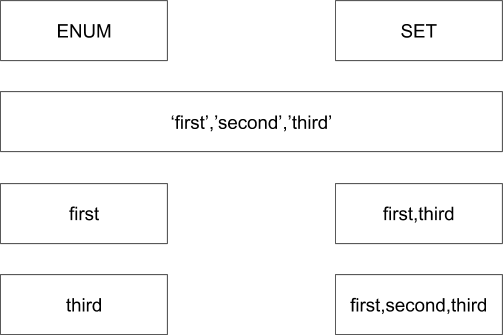 ENUM
SET
‘first’,’second’,’third’
first
first,third
third
first,second,third